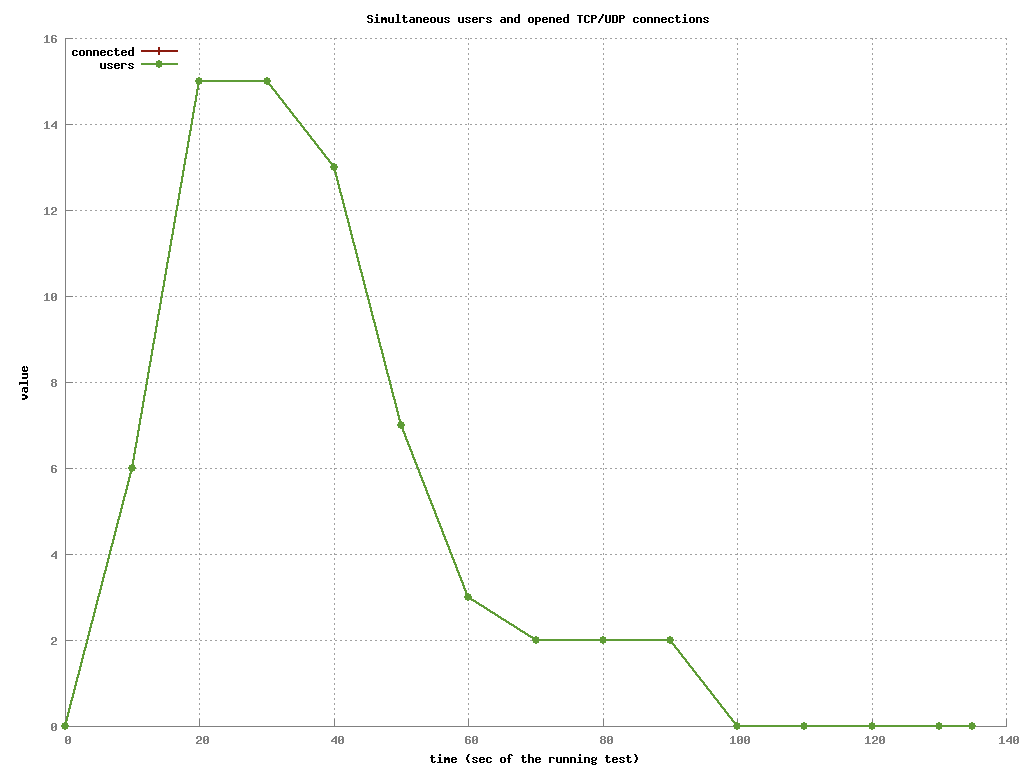 Simultaneous users and opened TCP/UDP connections
16
connected
users
14
12
10
8
value
6
4
2
0
0 20 40 60 80 100 120 140
time (sec of the running test)